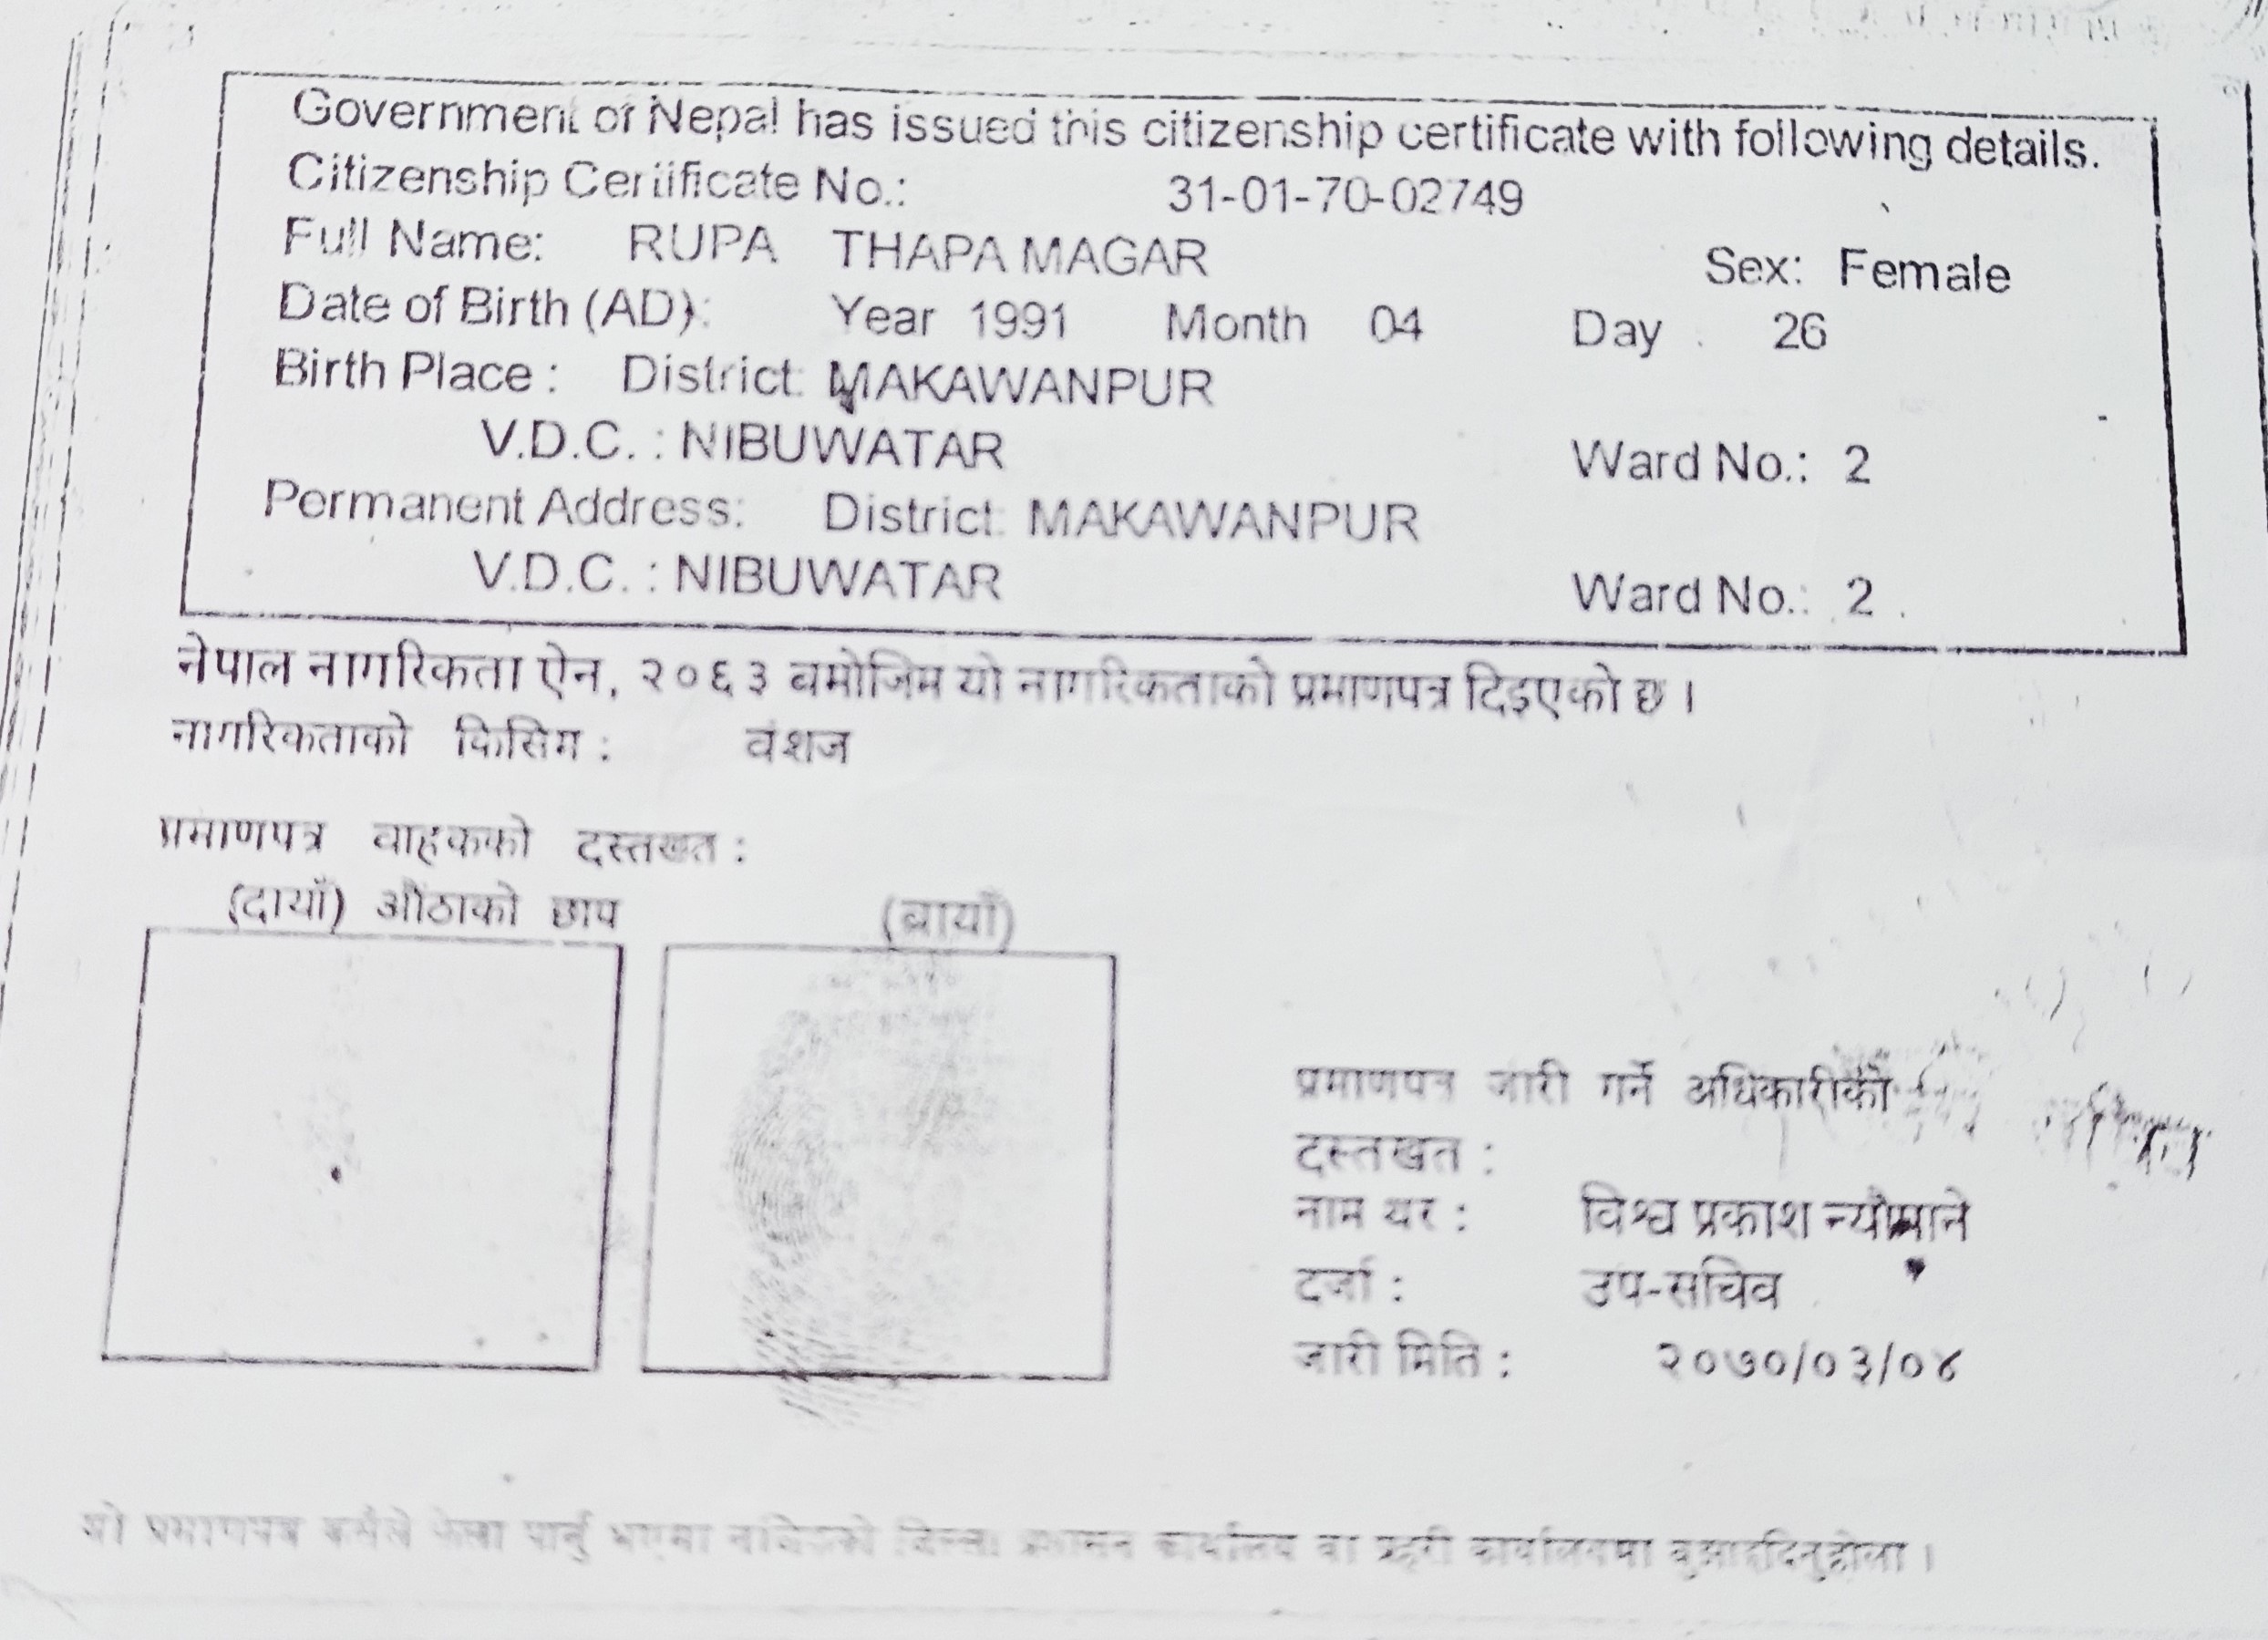 Government of Nepal has issued this citizenship certificate with following details.
Citizenship Certificate No.: 31-01-70-02749
Full Name: RUPA THAPA MAGAR Sex: Female
Date of Birth (AD): Year 1991 Month 04 Day 26
Birth Place : District: MAKAWANPUR
V.D.C. : NIBUWATAR Ward No.: 2
Permanent Address: District: MAKAWANPUR
V.D.C. : NIBUWATAR Ward No.: 2
नेपाल नागरिकता ऐन, २०६३ बमोजिम यो नागरिकताको प्रमाणपत्र दिइएको छ ।
नागरिकताको किसिम : वंशज
प्रमाणपत्र वाहकको दस्तखत :
(दायाँ) औंठाको छाप (बायाँ)
प्रमाणपत्र जारी गर्ने अधिकारीको
दस्तखत :
नाम थर : विश्व प्रकाश
दर्जा : उप-सचिव
जारी मिति : २०७०/०३/०४
यो प्रमाणपत्र कसैले फेला पार्नु भएमा नजिकको जिल्ला प्रशासन कार्यालय वा प्रहरी कार्यालयमा बुझाईदिनुहोला ।